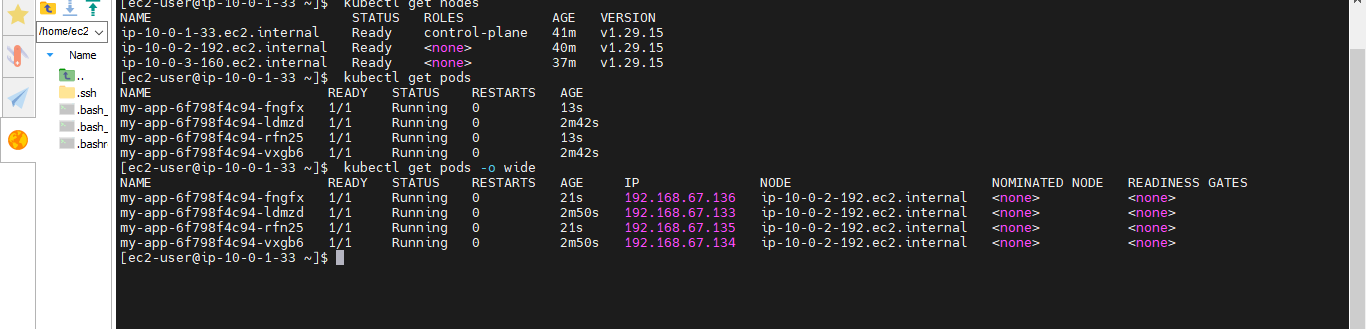 /home/ec2
Name
..
.ssh
.bash_
.bash_
.bashr
[ec2-user@ip-10-0-1-33 ~]$  kubectl get nodes
NAME                         STATUS   ROLES           AGE   VERSION
ip-10-0-1-33.ec2.internal    Ready    control-plane   41m   v1.29.15
ip-10-0-2-192.ec2.internal   Ready    <none>          40m   v1.29.15
ip-10-0-3-160.ec2.internal   Ready    <none>          37m   v1.29.15
[ec2-user@ip-10-0-1-33 ~]$  kubectl get pods
NAME                      READY   STATUS    RESTARTS   AGE
my-app-6f798f4c94-fngfx   1/1     Running   0          13s
my-app-6f798f4c94-ldmzd   1/1     Running   0          2m42s
my-app-6f798f4c94-rfn25   1/1     Running   0          13s
my-app-6f798f4c94-vxgb6   1/1     Running   0          2m42s
[ec2-user@ip-10-0-1-33 ~]$  kubectl get pods -o wide
NAME                      READY   STATUS    RESTARTS   AGE     IP               NODE                         NOMINATED NODE   READINESS GATES
my-app-6f798f4c94-fngfx   1/1     Running   0          21s     192.168.67.136   ip-10-0-2-192.ec2.internal   <none>           <none>
my-app-6f798f4c94-ldmzd   1/1     Running   0          2m50s   192.168.67.133   ip-10-0-2-192.ec2.internal   <none>           <none>
my-app-6f798f4c94-rfn25   1/1     Running   0          21s     192.168.67.135   ip-10-0-2-192.ec2.internal   <none>           <none>
my-app-6f798f4c94-vxgb6   1/1     Running   0          2m50s   192.168.67.134   ip-10-0-2-192.ec2.internal   <none>           <none>
[ec2-user@ip-10-0-1-33 ~]$